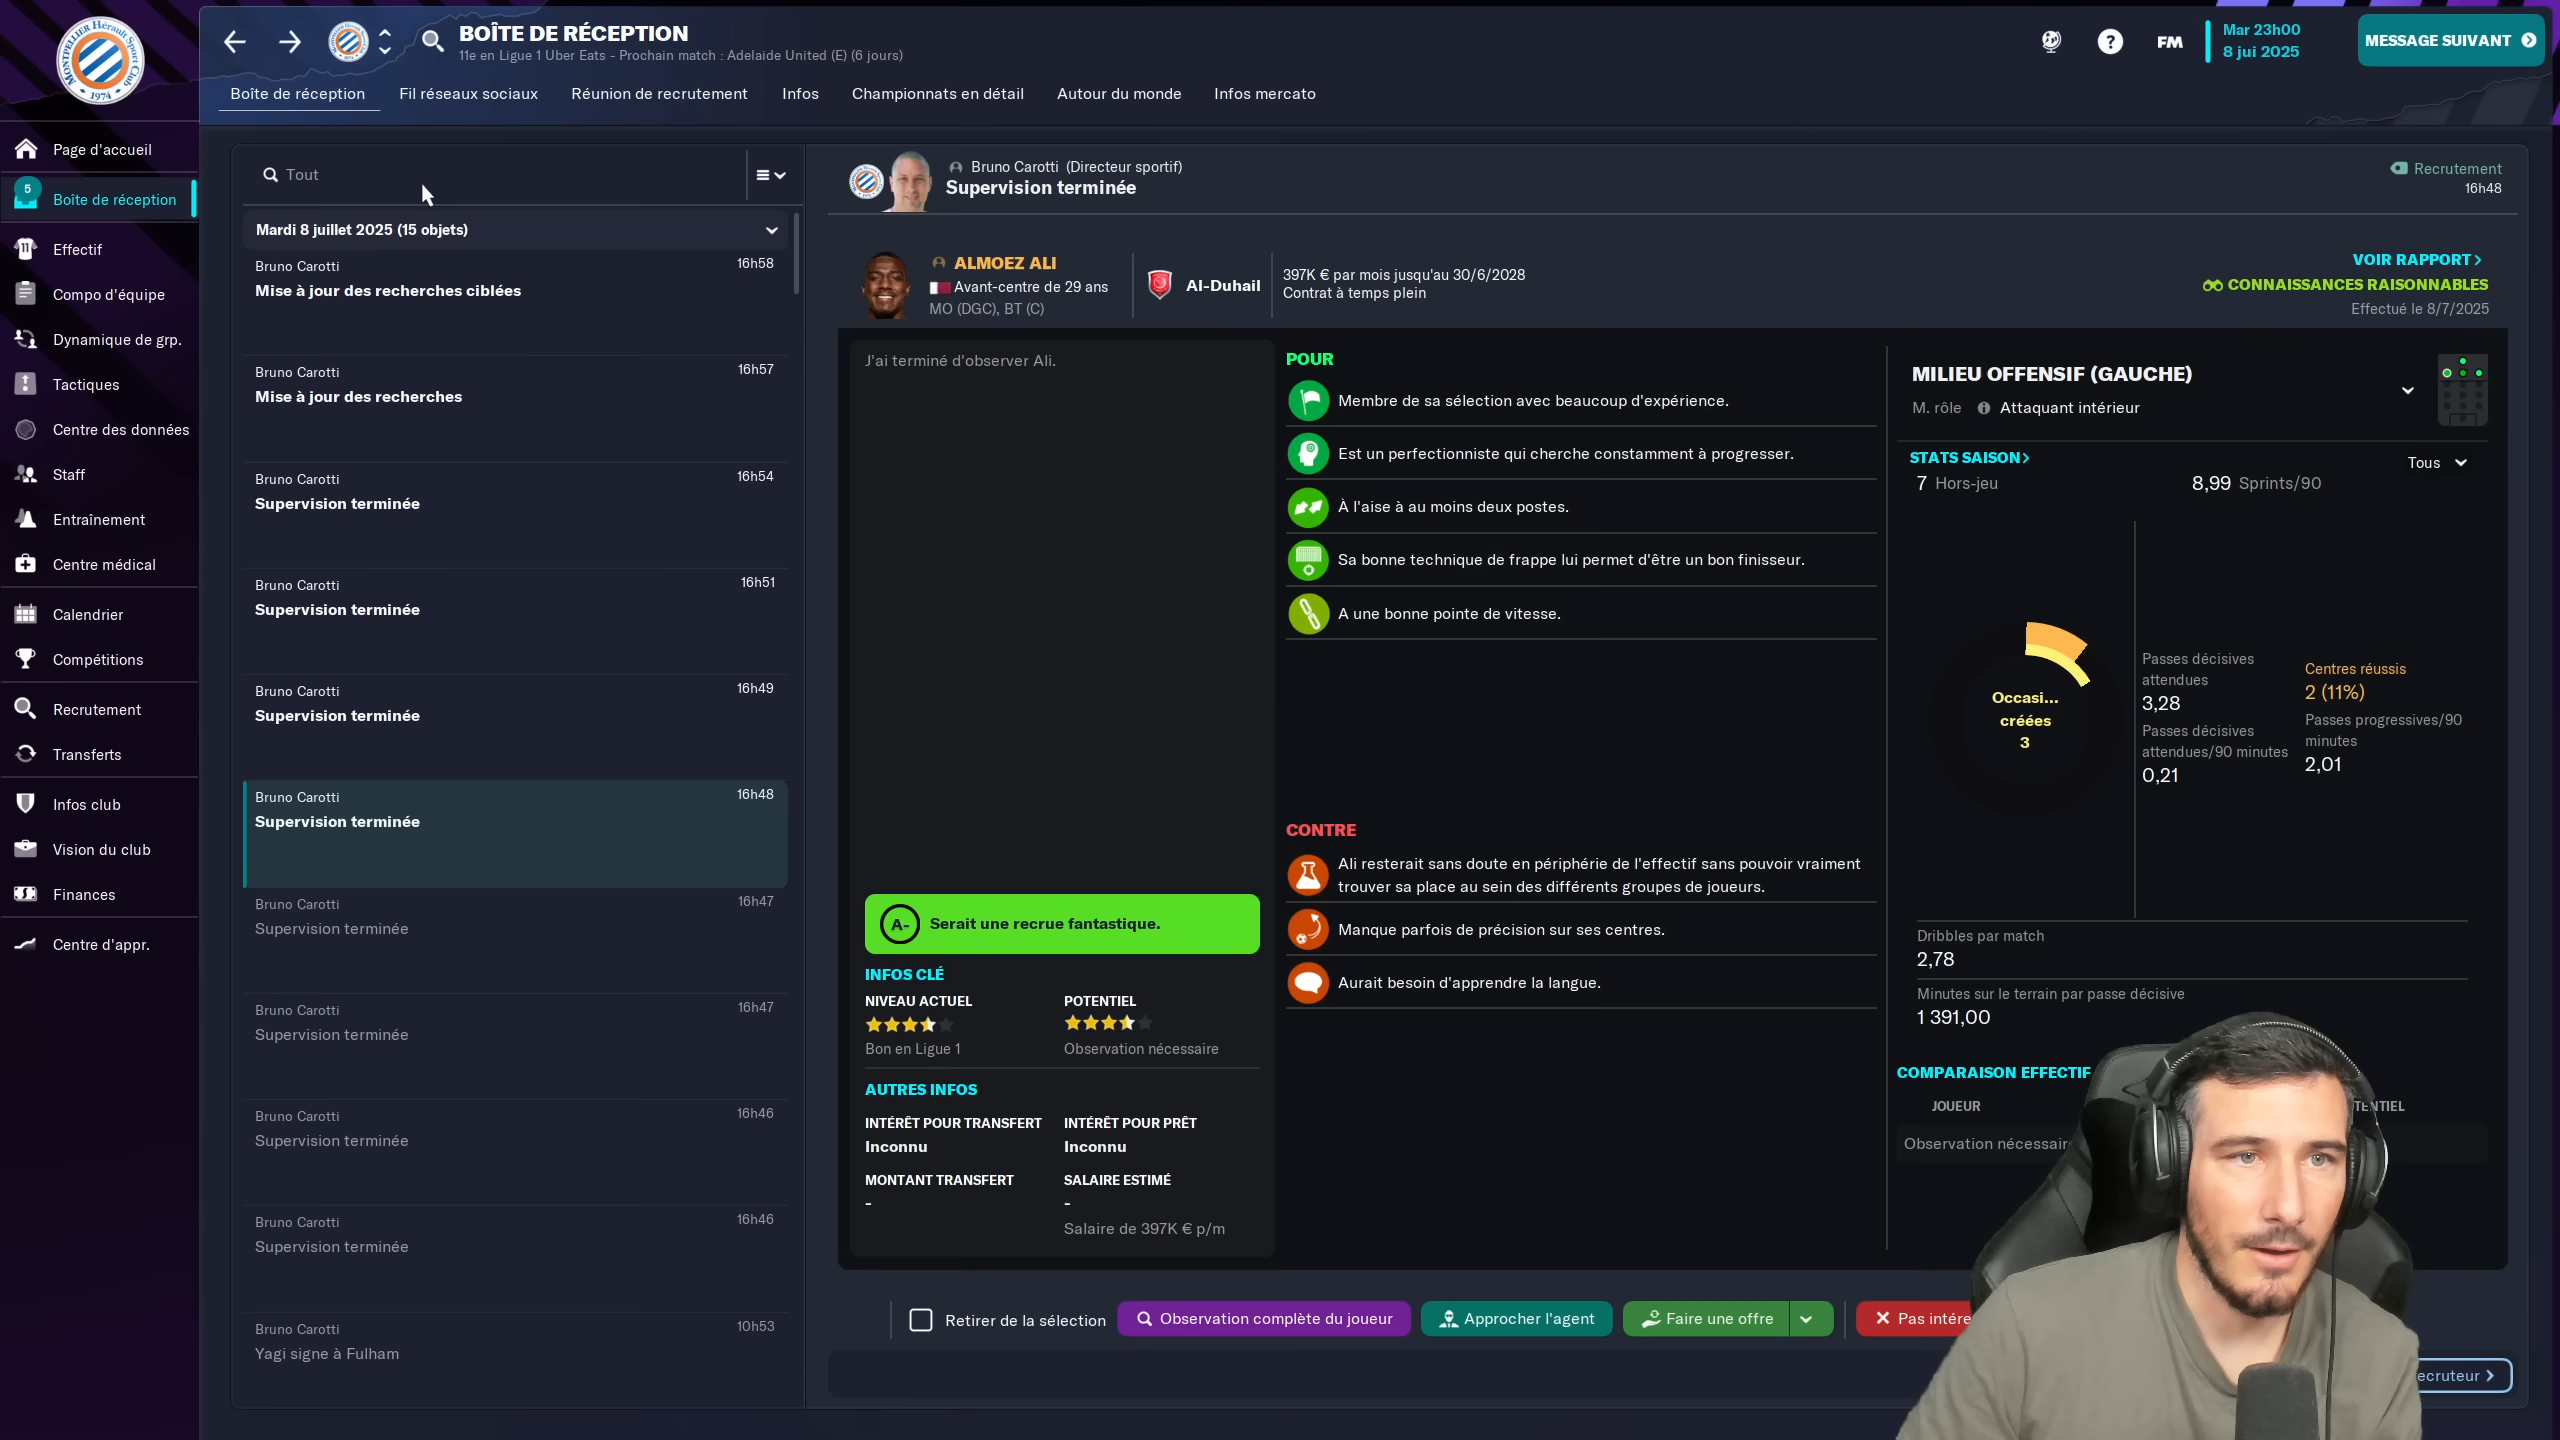 MONTPELLIER Hérault Sport Club
1974
BOÎTE DE RÉCEPTION
11e en Ligue 1 Uber Eats - Prochain match : Adelaide United (E) (6 jours)
FM
Mar 23h00
8 jui 2025
MESSAGE SUIVANT
Boîte de réception
Fil réseaux sociaux
Réunion de recrutement
Infos
Championnats en détail
Autour du monde
Infos mercato
Page d'accueil
5
Boîte de réception
Effectif
Compo d'équipe
Dynamique de grp.
Tactiques
Centre des données
Staff
Entraînement
Centre médical
Calendrier
Compétitions
Recrutement
Transferts
Infos club
Vision du club
Finances
Centre d'appr.
Tout
Mardi 8 juillet 2025 (15 objets)
Bruno Carotti 16h58
Mise à jour des recherches ciblées
Bruno Carotti 16h57
Mise à jour des recherches
Bruno Carotti 16h54
Supervision terminée
Bruno Carotti 16h51
Supervision terminée
Bruno Carotti 16h49
Supervision terminée
Bruno Carotti 16h48
Supervision terminée
Bruno Carotti 16h47
Supervision terminée
Bruno Carotti 16h47
Supervision terminée
Bruno Carotti 16h46
Supervision terminée
Bruno Carotti 16h46
Supervision terminée
Bruno Carotti 10h53
Yagi signe à Fulham
Bruno Carotti (Directeur sportif)
Supervision terminée
Recrutement
16h48
ALMOEZ ALI
Avant-centre de 29 ans
MO (DGC), BT (C)
Al-Duhail
397K € par mois jusqu'au 30/6/2028
Contrat à temps plein
VOIR RAPPORT
CONNAISSANCES RAISONNABLES
Effectué le 8/7/2025
J'ai terminé d'observer Ali.
A- Serait une recrue fantastique.
INFOS CLÉ
NIVEAU ACTUEL POTENTIEL
Bon en Ligue 1 Observation nécessaire
AUTRES INFOS
INTÉRÊT POUR TRANSFERT INTÉRÊT POUR PRÊT
Inconnu Inconnu
MONTANT TRANSFERT SALAIRE ESTIMÉ
- -
Salaire de 397K € p/m
POUR
Membre de sa sélection avec beaucoup d'expérience.
Est un perfectionniste qui cherche constamment à progresser.
À l'aise à au moins deux postes.
Sa bonne technique de frappe lui permet d'être un bon finisseur.
A une bonne pointe de vitesse.
CONTRE
Ali resterait sans doute en périphérie de l'effectif sans pouvoir vraiment
trouver sa place au sein des différents groupes de joueurs.
Manque parfois de précision sur ses centres.
Aurait besoin d'apprendre la langue.
MILIEU OFFENSIF (GAUCHE)
M. rôle Attaquant intérieur
STATS SAISON
Tous
7 Hors-jeu 8,99 Sprints/90
Occasi...
créées
3
Passes décisives
attendues
3,28
Passes décisives
attendues/90 minutes
0,21
Centres réussis
2 (11%)
Passes progressives/90
minutes
2,01
Dribbles par match
2,78
Minutes sur le terrain par passe décisive
1 391,00
COMPARAISON EFFECTIF
JOUEUR TENTIEL
Observation nécessair
Retirer de la sélection
Observation complète du joueur
Approcher l'agent
Faire une offre
Pas intére
ecruteur